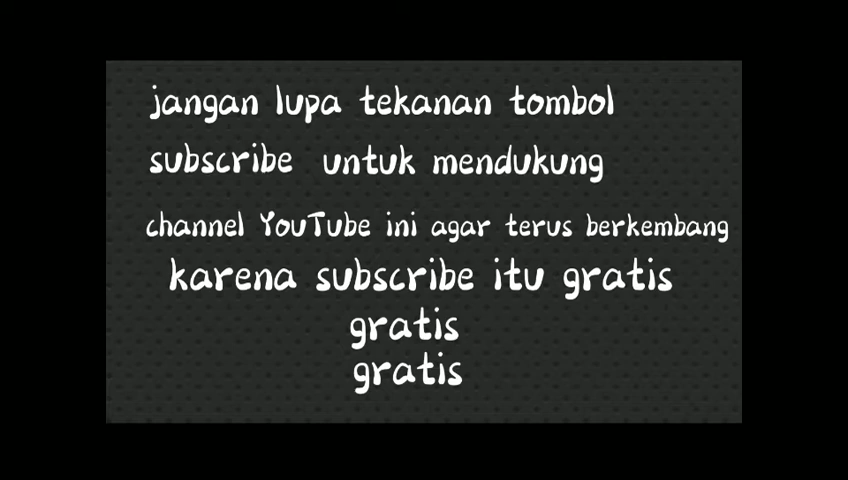 jangan lupa tekanan tombol
subscribe untuk mendukung
channel YouTube ini agar terus berkembang
karena subscribe itu gratis
gratis
gratis